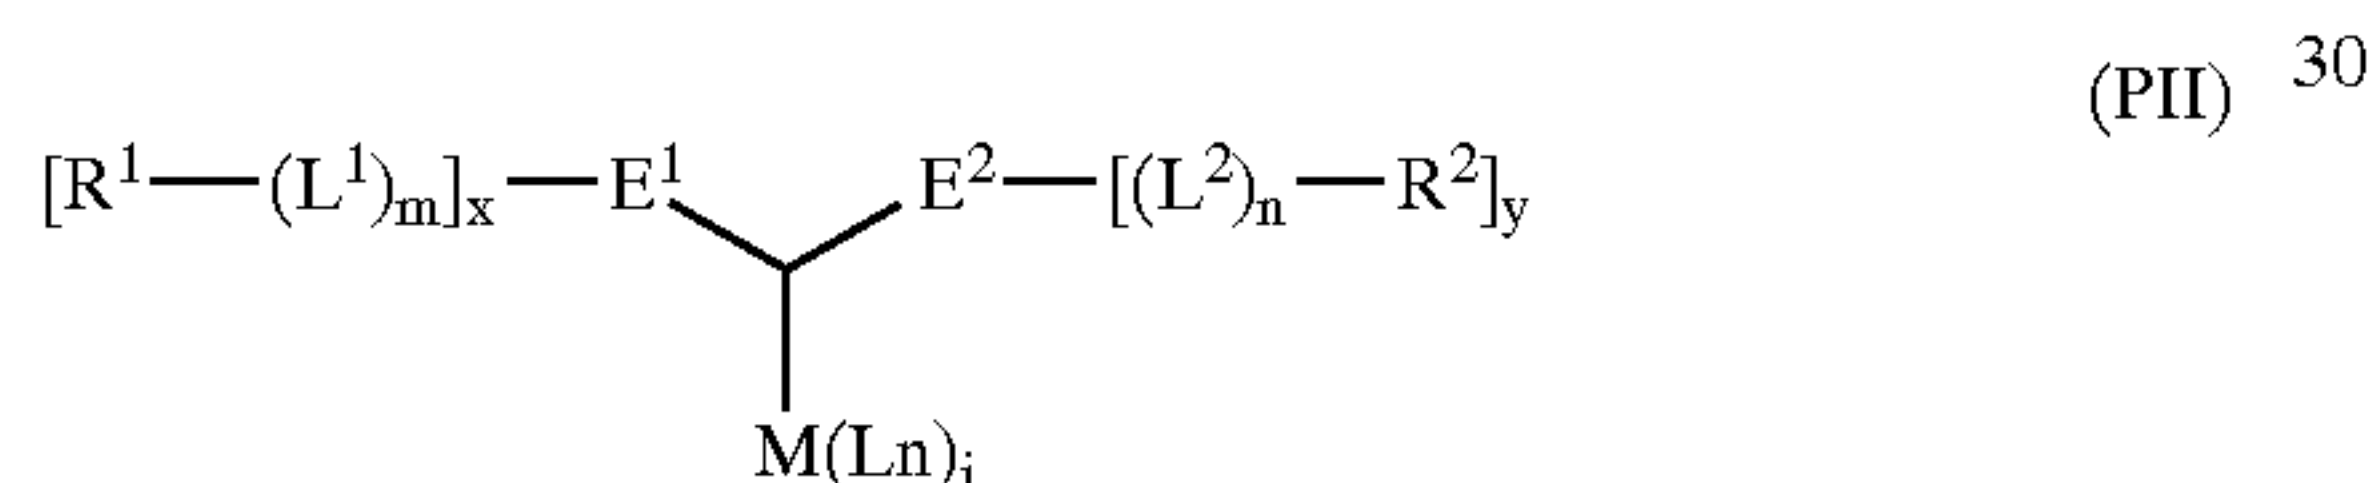 (PII) 30
[R¹—(L¹)ₘ]ₓ—E¹ E²—[(L²)ₙ—R²]y
M(Ln)ᵢ